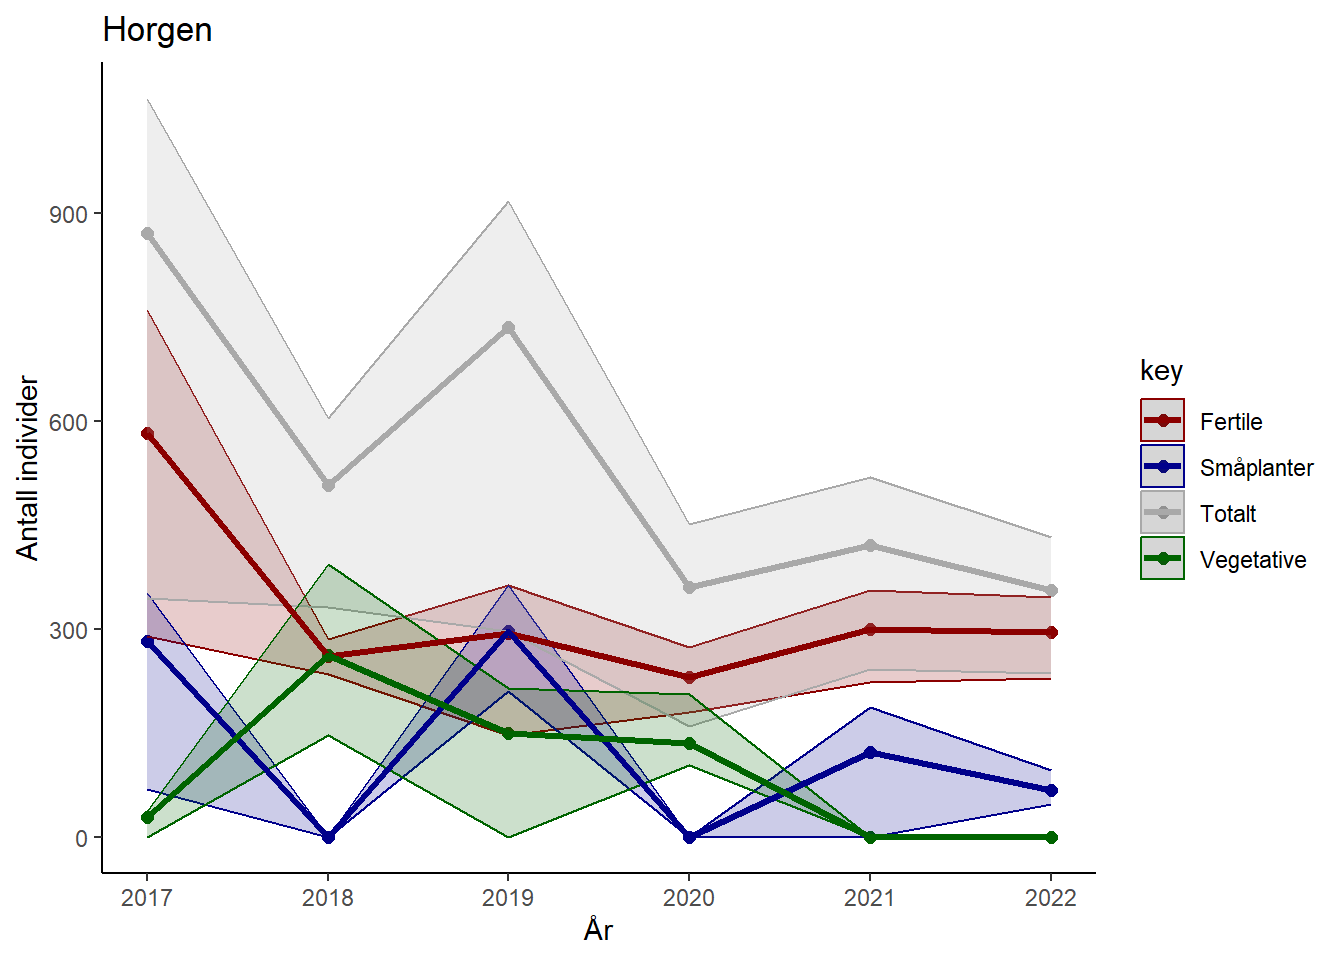 Horgen
Antall individer
900
600
300
0
2017 2018 2019 2020 2021 2022
År
key
Fertile
Småplanter
Totalt
Vegetative